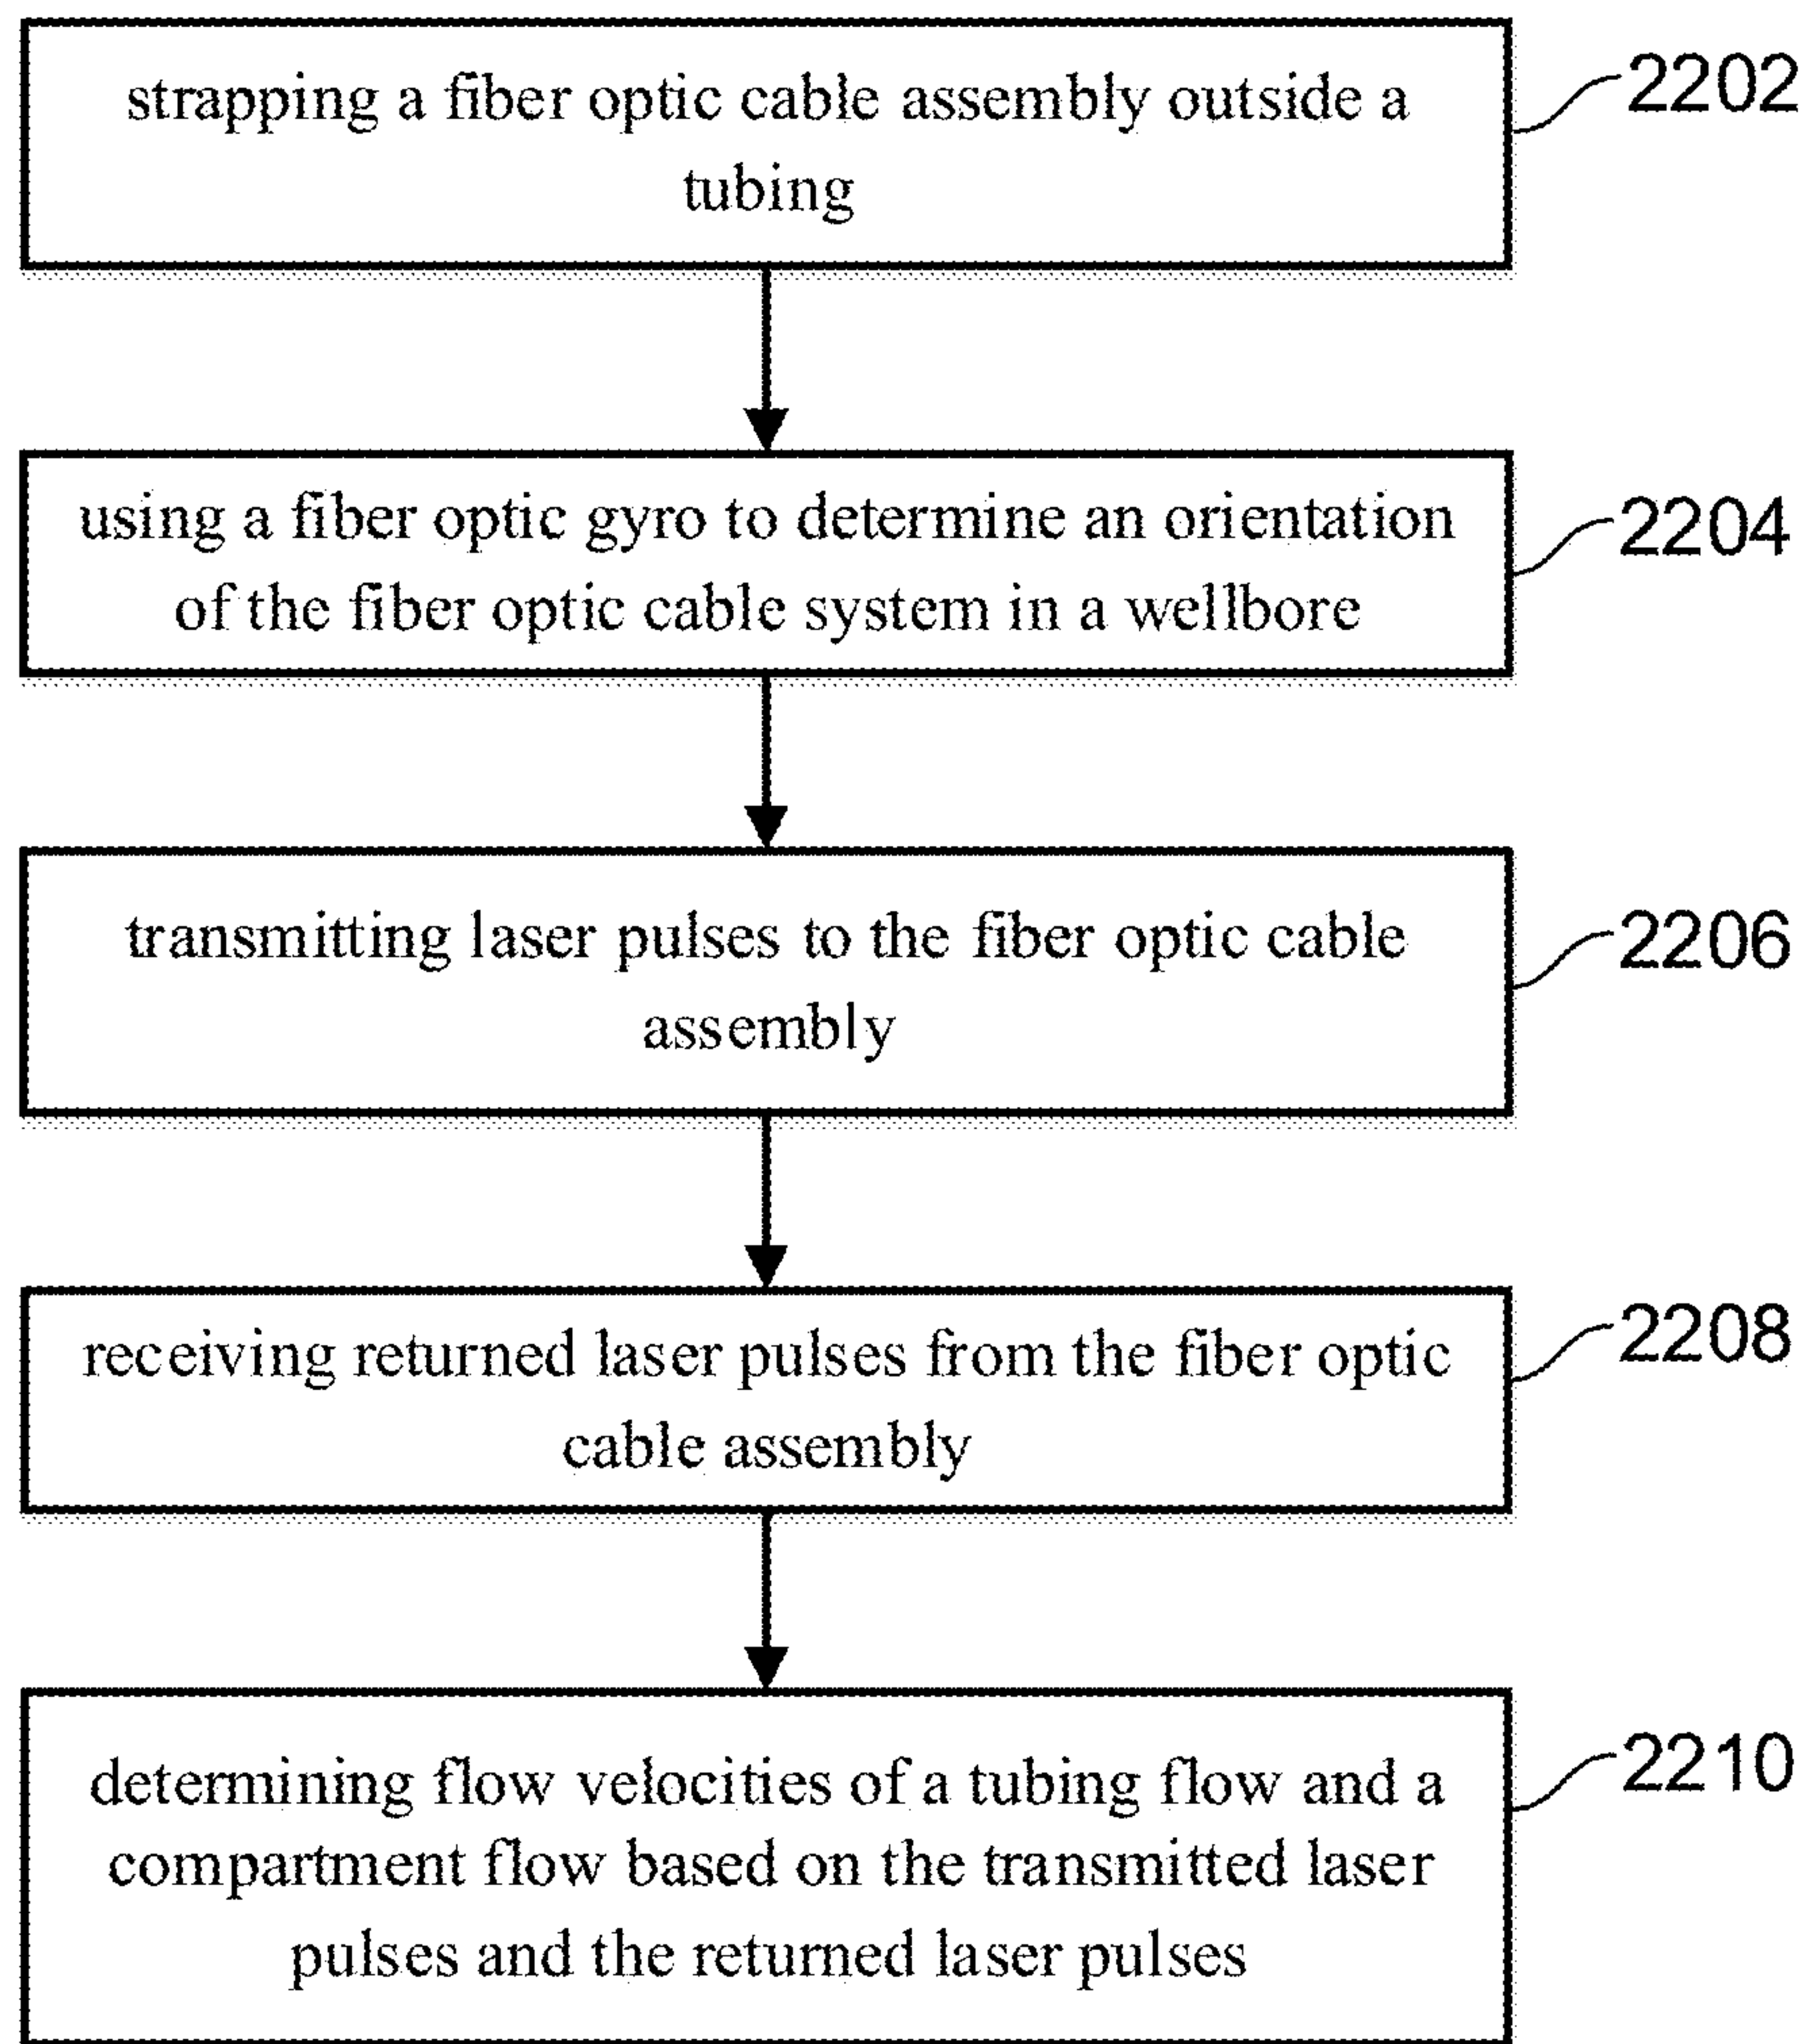 strapping a fiber optic cable assembly outside a
tubing
2202
using a fiber optic gyro to determine an orientation
of the fiber optic cable system in a wellbore
2204
transmitting laser pulses to the fiber optic cable
assembly
2206
receiving returned laser pulses from the fiber optic
cable assembly
2208
determining flow velocities of a tubing flow and a
compartment flow based on the transmitted laser
pulses and the returned laser pulses
2210